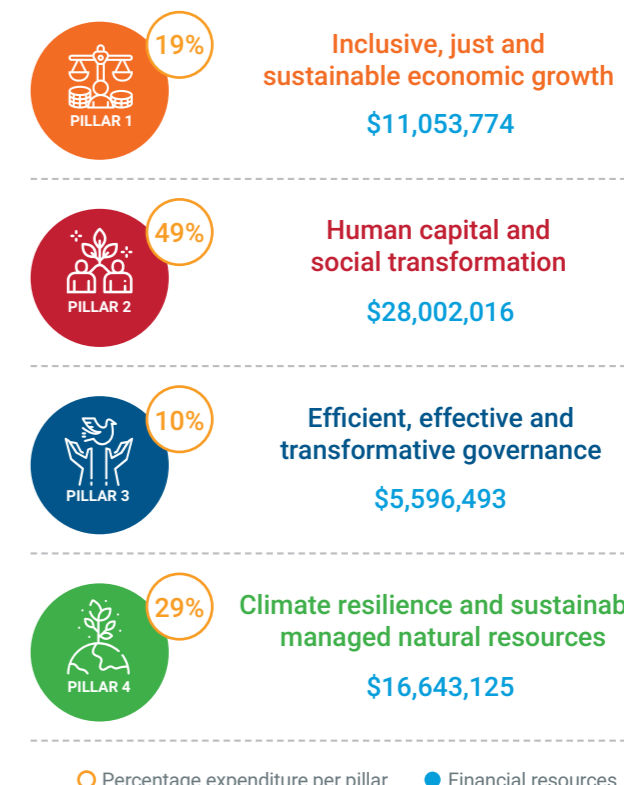 19%
PILLAR 1
Inclusive, just and
sustainable economic growth
$11,053,774
49%
PILLAR 2
Human capital and
social transformation
$28,002,016
10%
PILLAR 3
Efficient, effective and
transformative governance
$5,596,493
29%
PILLAR 4
Climate resilience and sustainab
managed natural resources
$16,643,125
Percentage expenditure per pillar
Financial resources